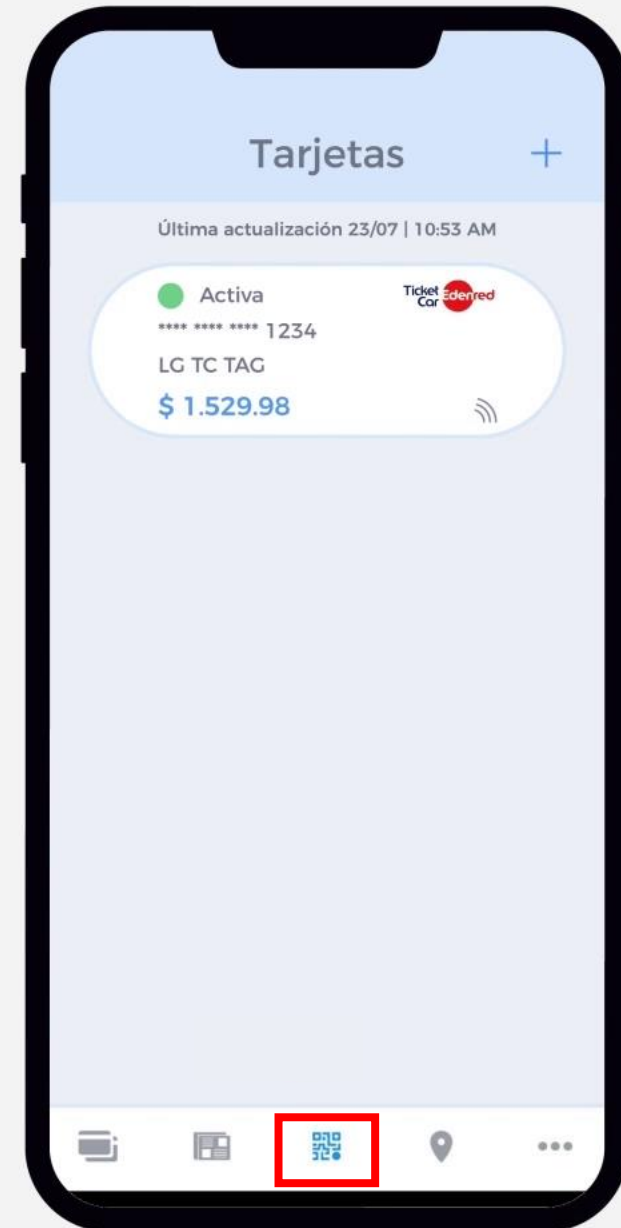 Tarjetas +
Última actualización 23/07 | 10:53 AM
Activa
Ticket Car Edenred
**** **** **** 1234
LG TC TAG
$ 1.529.98